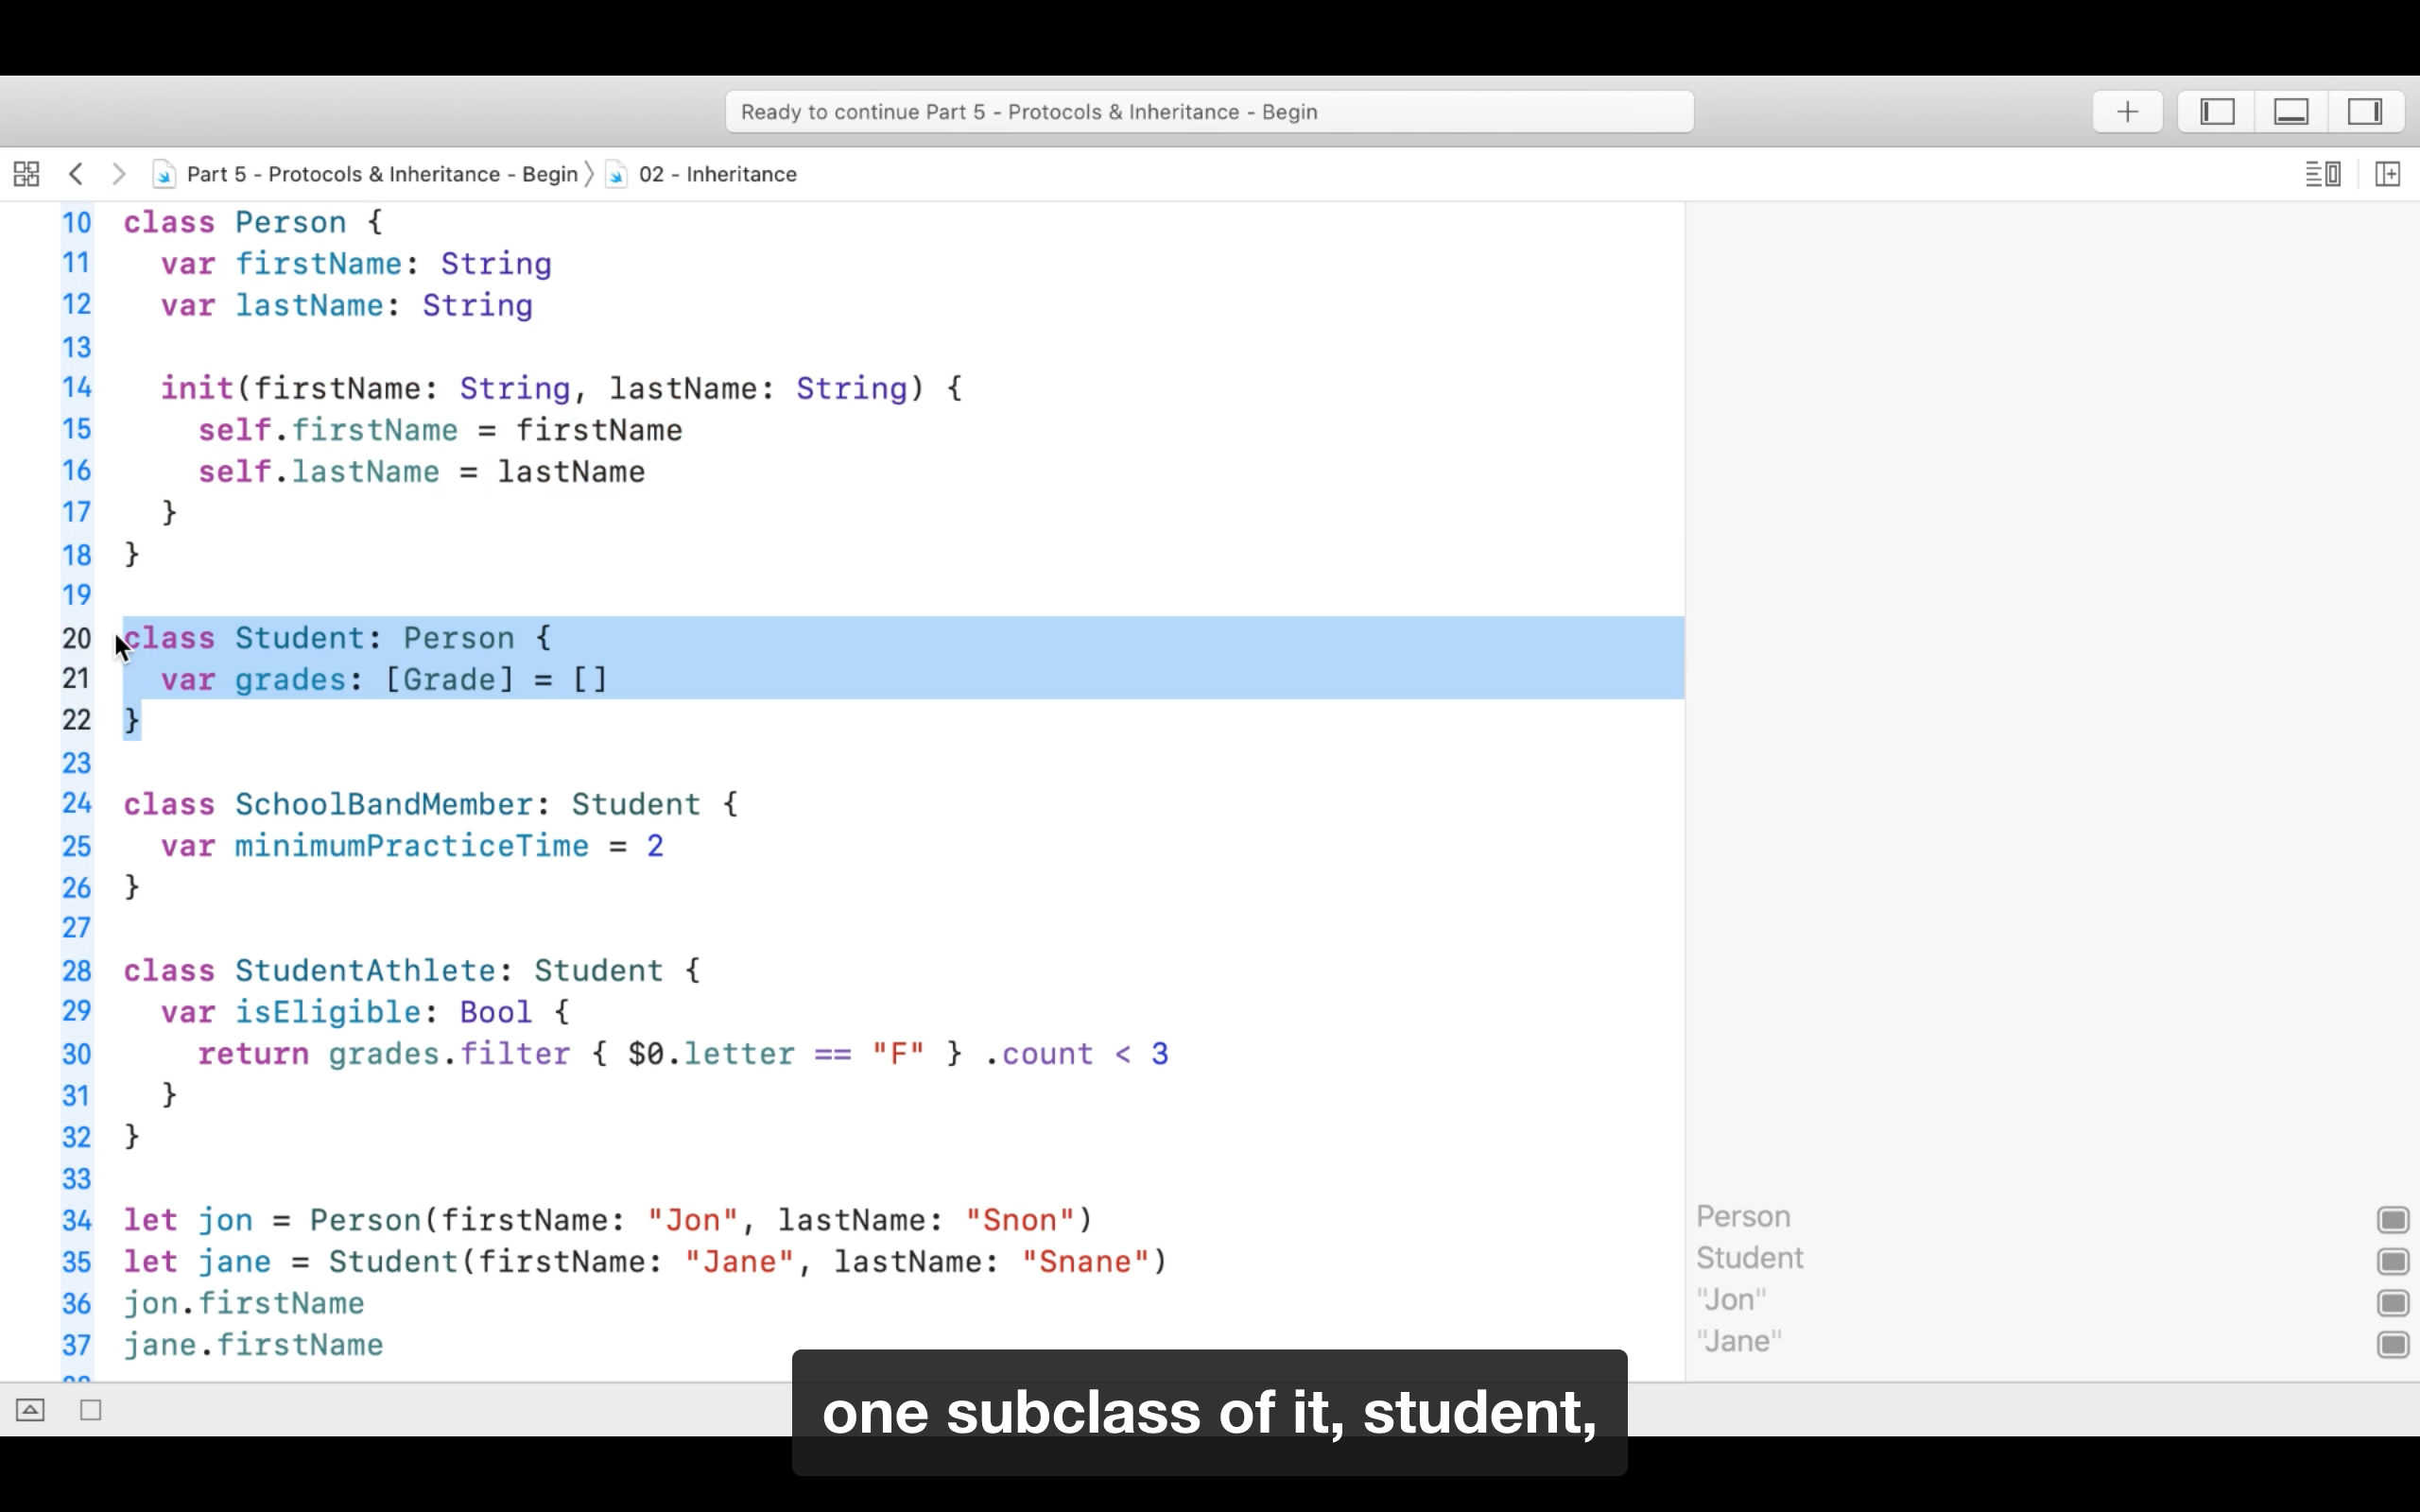 Ready to continue Part 5 - Protocols & Inheritance - Begin
Part 5 - Protocols & Inheritance - Begin 〉 02 - Inheritance
10 class Person {
11 var firstName: String
12 var lastName: String
13
14 init(firstName: String, lastName: String) {
15 self.firstName = firstName
16 self.lastName = lastName
17 }
18 }
19
20 class Student: Person {
21 var grades: [Grade] = []
22 }
23
24 class SchoolBandMember: Student {
25 var minimumPracticeTime = 2
26 }
27
28 class StudentAthlete: Student {
29 var isEligible: Bool {
30 return grades.filter { $0.letter == "F" } .count < 3
31 }
32 }
33
34 let jon = Person(firstName: "Jon", lastName: "Snon") Person
35 let jane = Student(firstName: "Jane", lastName: "Snane") Student
36 jon.firstName "Jon"
37 jane.firstName "Jane"
one subclass of it, student,